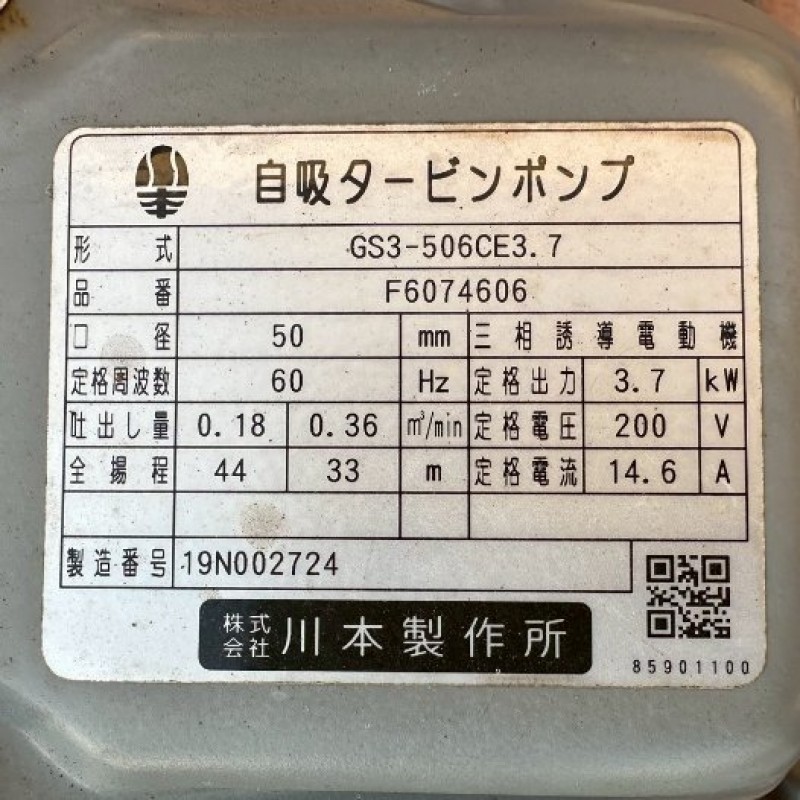 自吸タービンポンプ
形式 GS3-506CE3.7
品番 F6074606
口径 50 mm 三相誘導電動機
定格周波数 60 Hz 定格出力 3.7 kW
吐出し量 0.18 0.36 m³/min 定格電圧 200 V
全揚程 44 33 m 定格電流 14.6 A
製造番号 19N002724
株式会社 川本製作所
85901100